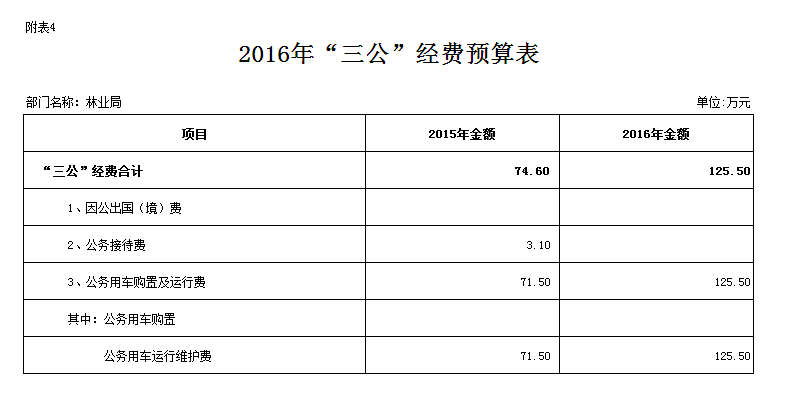 附表4
2016年“三公”经费预算表
部门名称：林业局 单位:万元
项目 2015年金额 2016年金额
“三公”经费合计 74.60 125.50
1、因公出国（境）费
2、公务接待费 3.10
3、公务用车购置及运行费 71.50 125.50
其中：公务用车购置
公务用车运行维护费 71.50 125.50